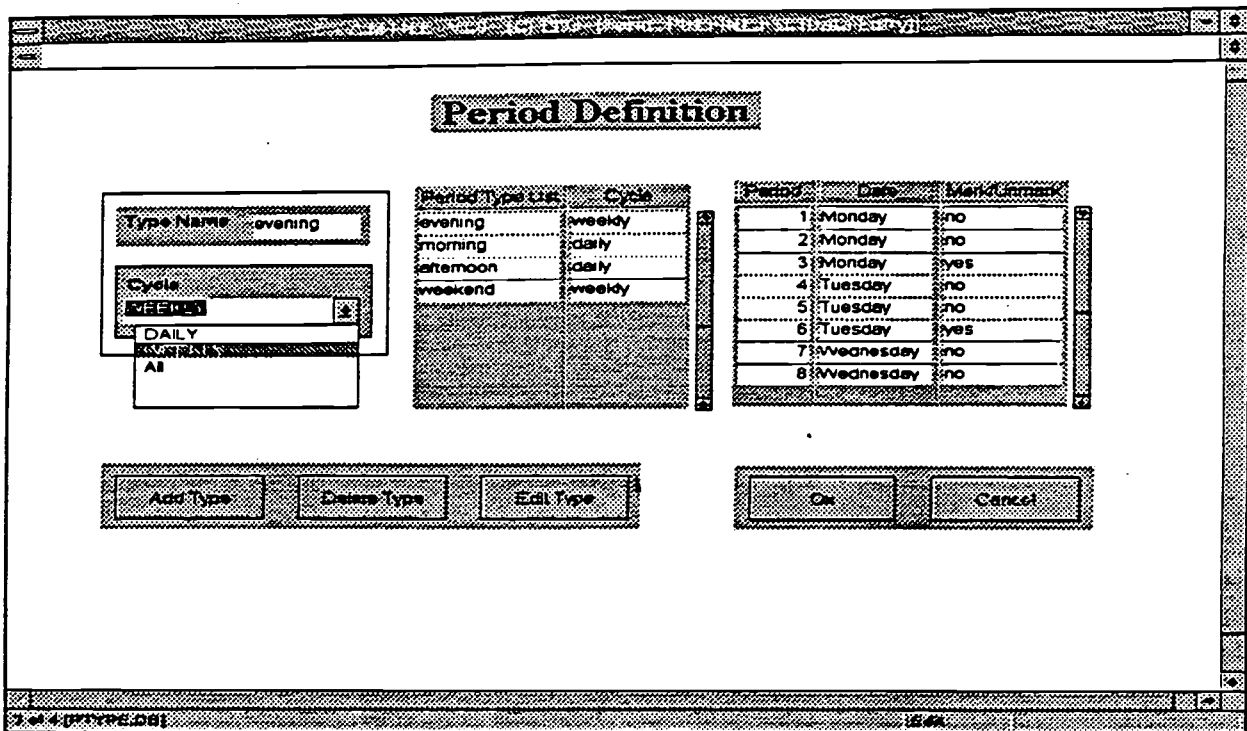 Period Definition
Type Name evening
Cycle
WEEKLY
DAILY
All
Period Type List Cycle
evening weekly
morning daily
afternoon daily
weekend weekly
Period Date Mark/Unmark
1 Monday no
2 Monday no
3 Monday yes
4 Tuesday no
5 Tuesday no
6 Tuesday yes
7 Wednesday no
8 Wednesday no
Add Type Delete Type Edit Type
Ok Cancel